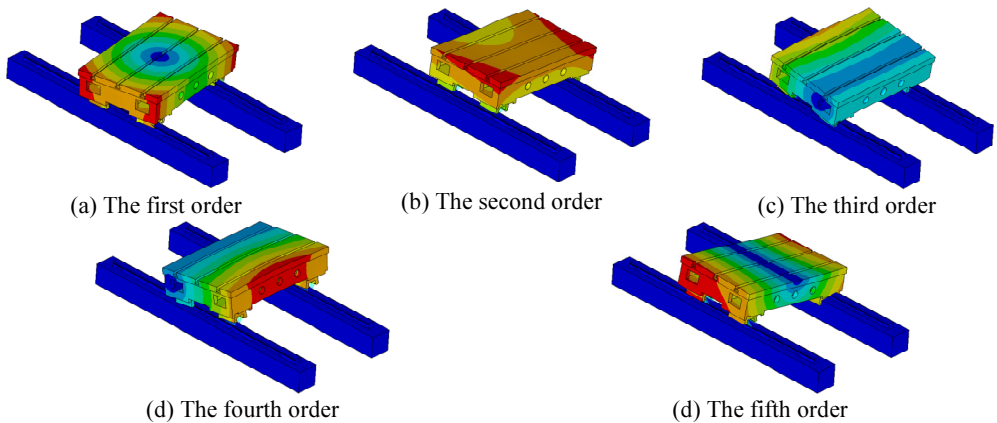 (a) The first order
(b) The second order
(c) The third order
(d) The fourth order
(d) The fifth order